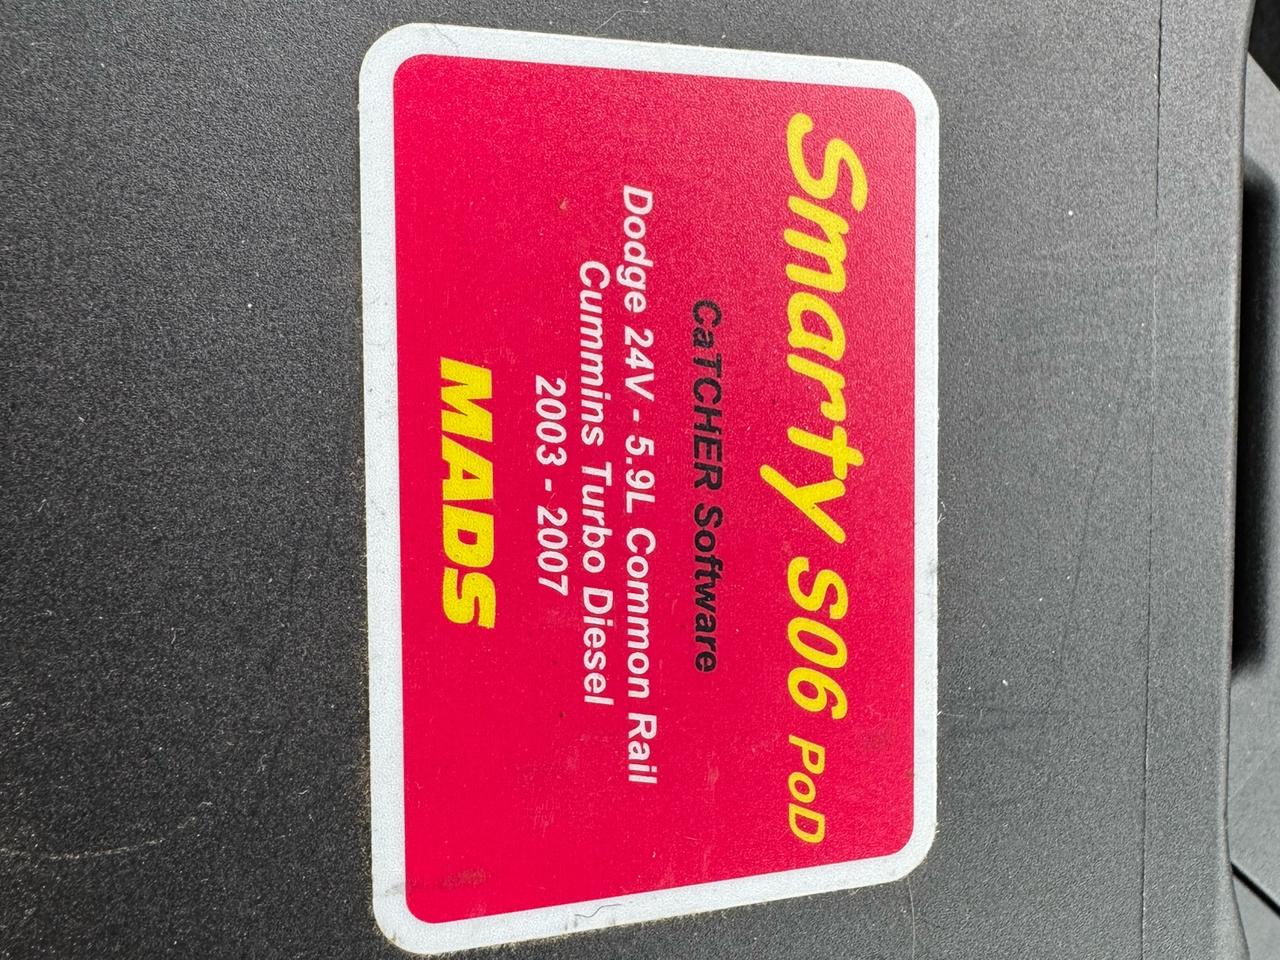 Smarty S06 PoD
CaTCHER Software
Dodge 24V - 5.9L Common Rail
Cummins Turbo Diesel
2003 - 2007
MADS